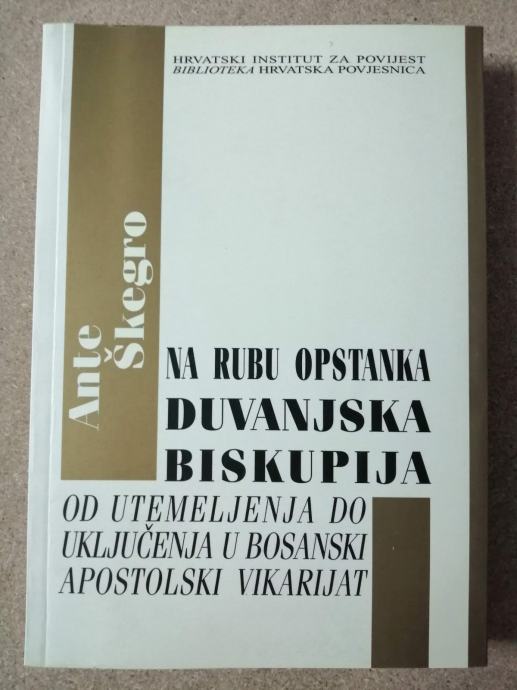 HRVATSKI INSTITUT ZA POVIJEST
BIBLIOTEKA HRVATSKA POVJESNICA
Ante
Škegro
NA RUBU OPSTANKA
DUVANJSKA
BISKUPIJA
OD UTEMELJENJA DO
UKLJUČENJA U BOSANSKI
APOSTOLSKI VIKARIJAT